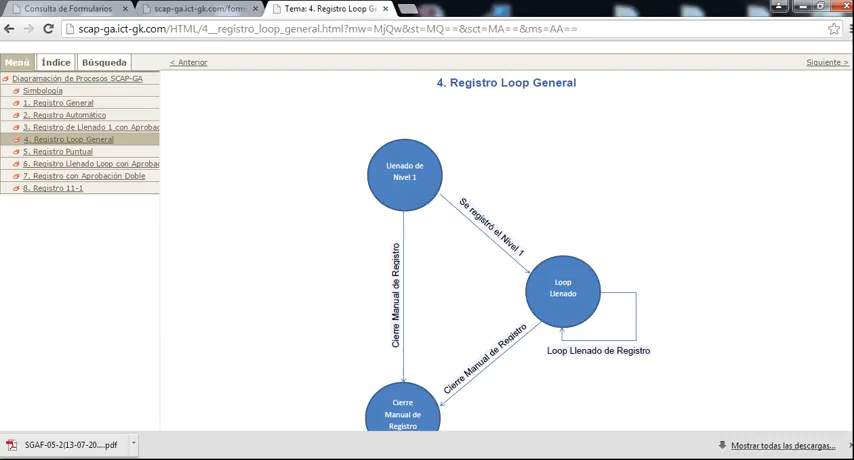 Consulta de Formularios
scap-ga.ict-gk.com/form
Tema: 4. Registro Loop Ge
scap-ga.ict-gk.com/HTML/4__registro_loop_general.html?mw=MjQw&st=MQ==&sct=MA==&ms=AA==
Menú Índice Búsqueda
< Anterior
Siguiente >
Diagramación de Procesos SCAP-GA
Simbología
1. Registro General
2. Registro Automático
3. Registro de Llenado 1 con Aprobac
4. Registro Loop General
5. Registro Puntual
6. Registro Llenado Loop con Aprobac
7. Registro con Aprobación Doble
8. Registro 11-1
4. Registro Loop General
Llenado de
Nivel 1
Se registró el Nivel 1
Cierre Manual de Registro
Loop
Llenado
Cierre Manual de Registro
Loop Llenado de Registro
Cierre
Manual de
Registro
SGAF-05-2(13-07-20....pdf
Mostrar todas las descargas...